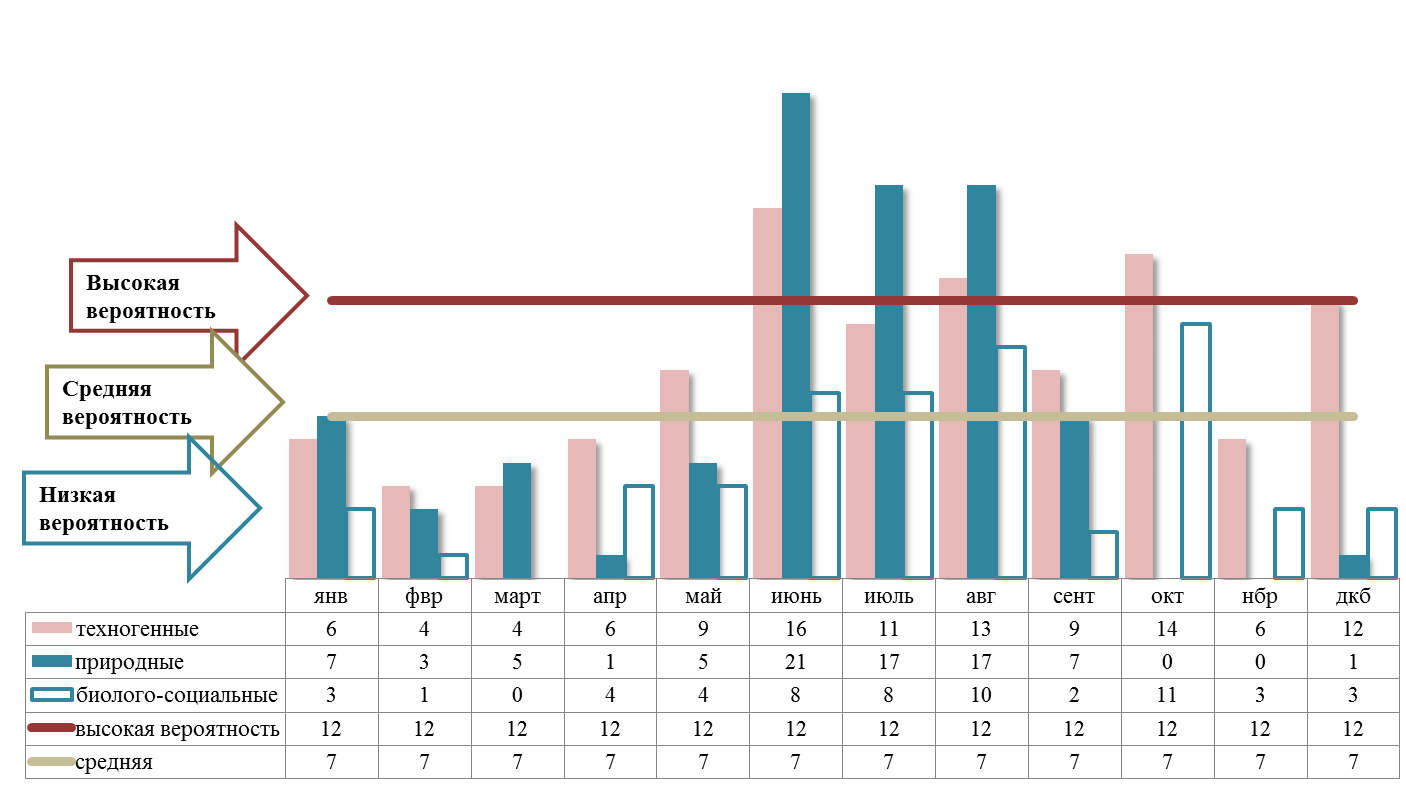 Высокая
вероятность
Средняя
вероятность
Низкая
вероятность
янв фвр март апр май июнь июль авг сент окт нбр дкб
техногенные 6 4 4 6 9 16 11 13 9 14 6 12
природные 7 3 5 1 5 21 17 17 7 0 0 1
биолого-социальные 3 1 0 4 4 8 8 10 2 11 3 3
высокая вероятность 12 12 12 12 12 12 12 12 12 12 12 12
средняя 7 7 7 7 7 7 7 7 7 7 7 7